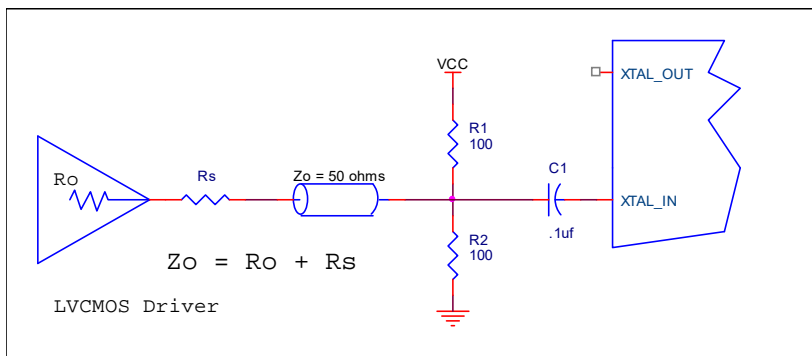 VCC
XTAL_OUT
R1
100
Ro
Rs
Zo = 50 ohms
C1
.1uf
XTAL_IN
R2
100
Zo = Ro + Rs
LVCMOS Driver